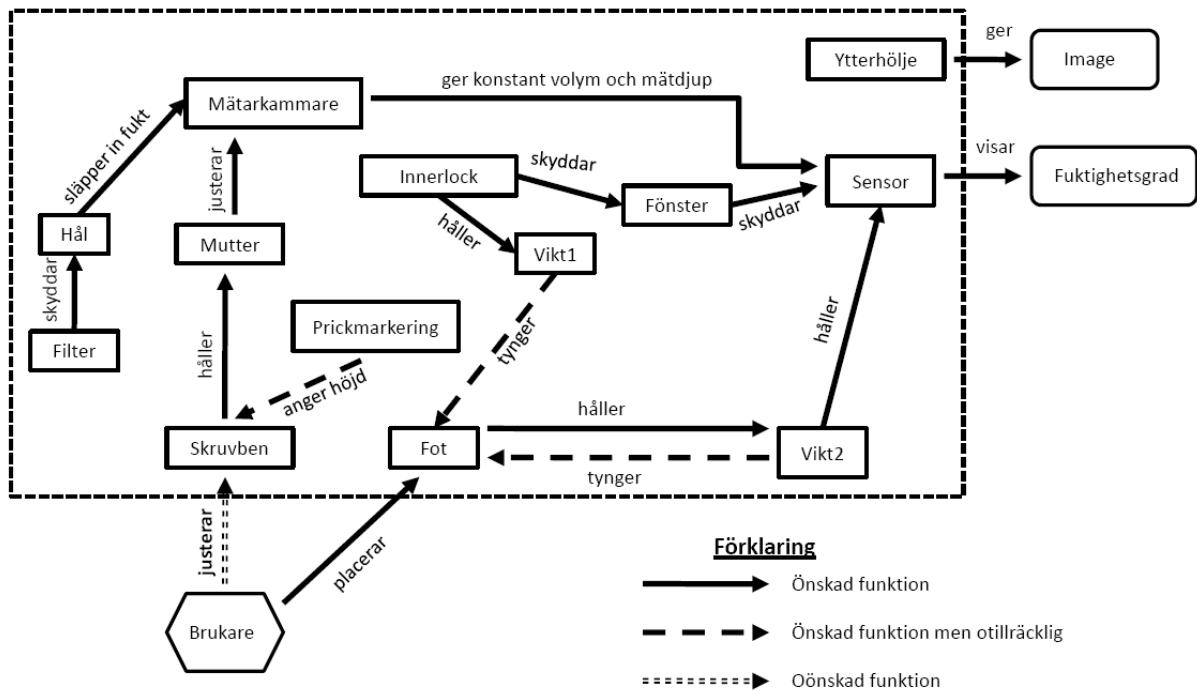 ger
Ytterhölje
Image
ger konstant volym och mätdjup
Mätarkammare
släpper in fukt
justerar
Innerlock
skyddar
visar
Sensor
Fuktighetsgrad
Fönster
skyddar
håller
Hål
Mutter
Vikt1
skyddar
Filter
håller
Prickmarkering
tynger
håller
anger höjd
håller
Skruvben
Fot
Vikt2
tynger
justerar
placerar
Förklaring
Önskad funktion
Brukare
Önskad funktion men otillräcklig
Oönskad funktion